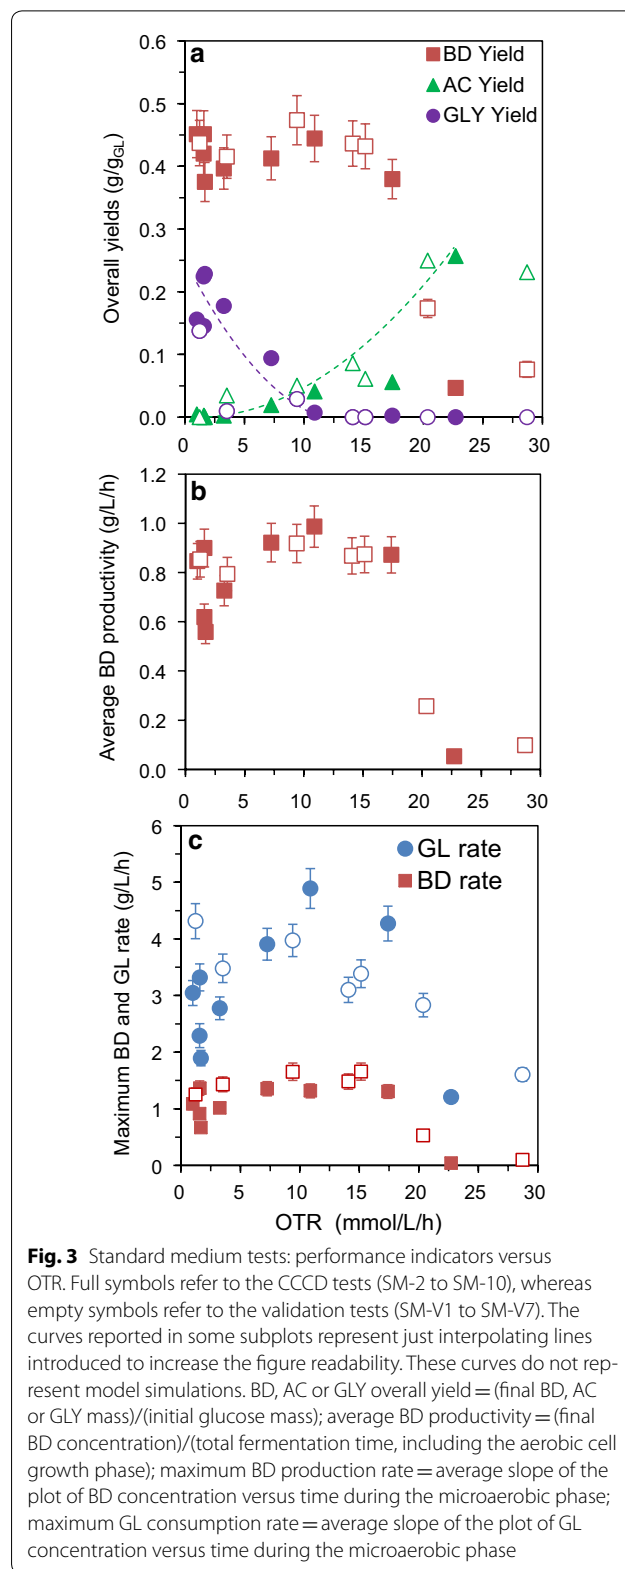 0.6
0.5
0.4
0.3
0.2
0.1
0.0
Overall yields (g/gGL)
a
BD Yield
AC Yield
GLY Yield
0 5 10 15 20 25 30
1.2
1.0
0.8
0.6
0.4
0.2
0.0
Average BD productivity (g/L/h)
b
0 5 10 15 20 25 30
6
5
4
3
2
1
0
Maximum BD and GL rate (g/L/h)
c
GL rate
BD rate
0 5 10 15 20 25 30
OTR (mmol/L/h)
Fig. 3 Standard medium tests: performance indicators versus
OTR. Full symbols refer to the CCCD tests (SM-2 to SM-10), whereas
empty symbols refer to the validation tests (SM-V1 to SM-V7). The
curves reported in some subplots represent just interpolating lines
introduced to increase the figure readability. These curves do not rep-
resent model simulations. BD, AC or GLY overall yield = (final BD, AC
or GLY mass)/(initial glucose mass); average BD productivity = (final
BD concentration)/(total fermentation time, including the aerobic cell
growth phase); maximum BD production rate = average slope of the
plot of BD concentration versus time during the microaerobic phase;
maximum GL consumption rate = average slope of the plot of GL
concentration versus time during the microaerobic phase